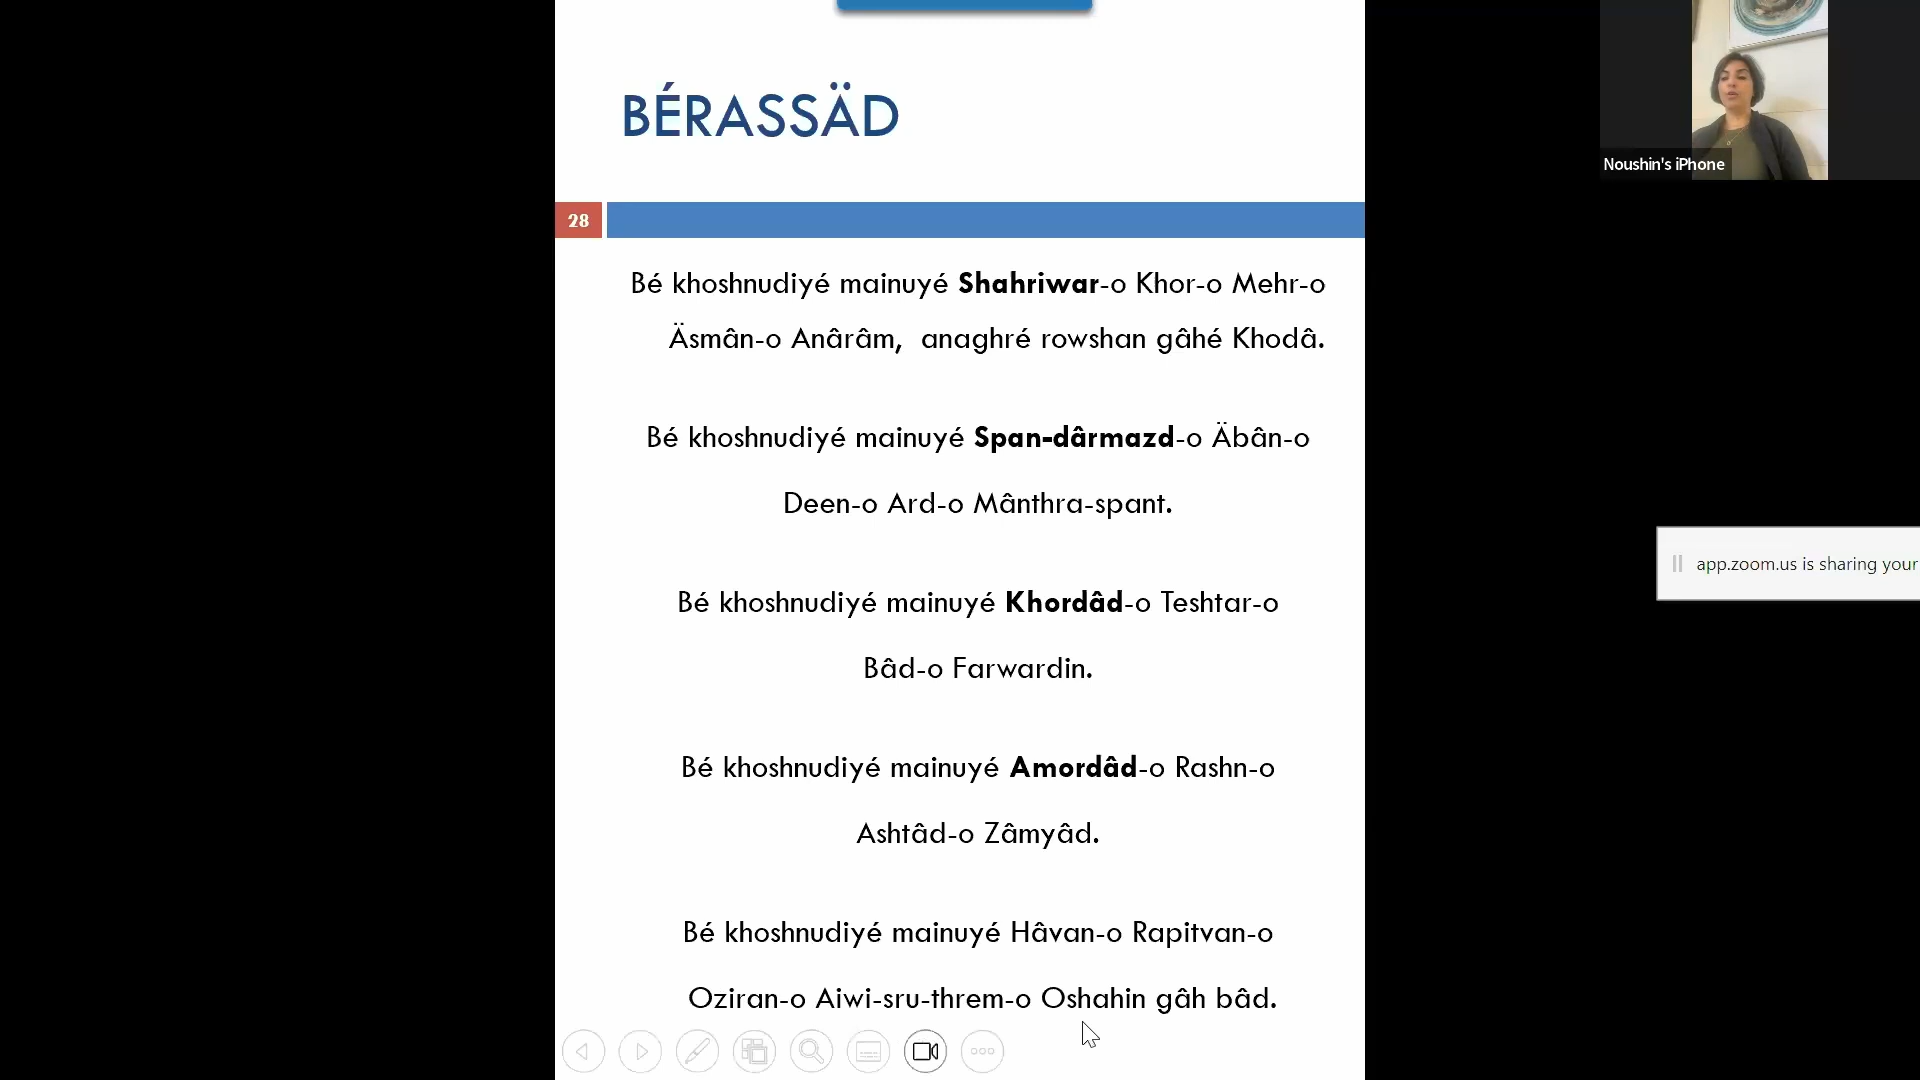 BÉRASSÄD
Noushin's iPhone
28
Bé khoshnudiyé mainuyé Shahriwar-o Khor-o Mehr-o
Äsmân-o Anârâm, anaghré rowshan gâhé Khodâ.
Bé khoshnudiyé mainuyé Span-dârmazd-o Äbân-o
Deen-o Ard-o Mânthra-spant.
app.zoom.us is sharing your
Bé khoshnudiyé mainuyé Khordâd-o Teshtar-o
Bâd-o Farwardin.
Bé khoshnudiyé mainuyé Amordâd-o Rashn-o
Ashtâd-o Zâmyâd.
Bé khoshnudiyé mainuyé Hâvan-o Rapitvan-o
Oziran-o Aiwi-sru-threm-o Oshahin gâh bâd.